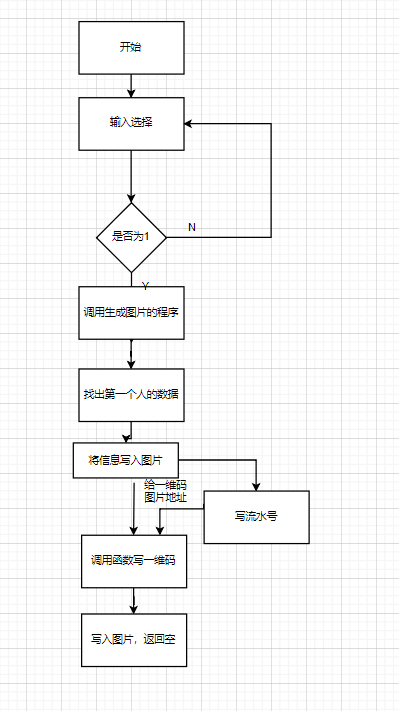 开始
输入选择
是否为1
N
Y
调用生成图片的程序
找出第一个人的数据
将信息写入图片
给一维码
图片地址
写流水号
调用函数写一维码
写入图片，返回空